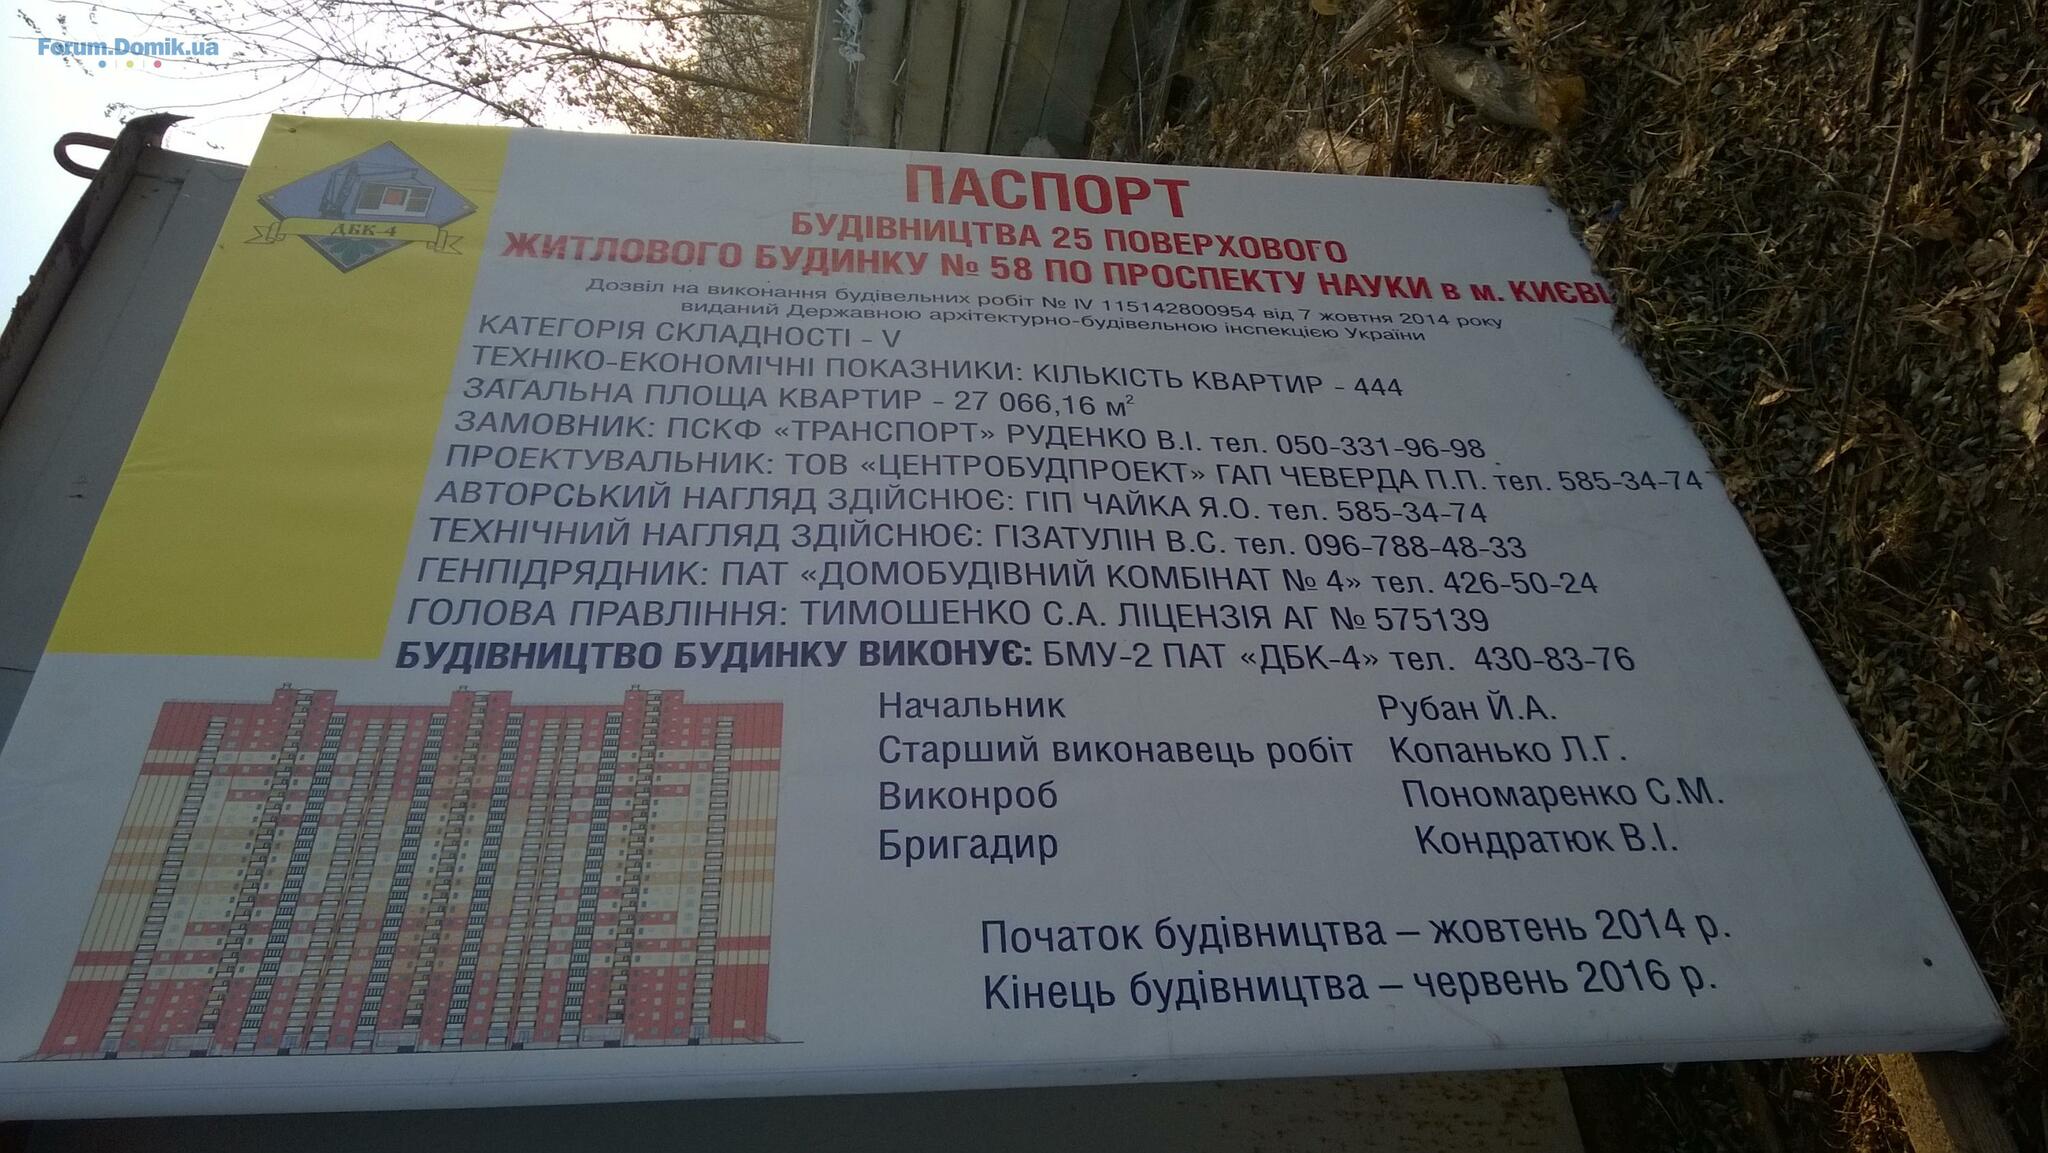 Forum.Domik.ua
ДБК-4
ПАСПОРТ
БУДІВНИЦТВА 25 ПОВЕРХОВОГО
ЖИТЛОВОГО БУДИНКУ № 58 ПО ПРОСПЕКТУ НАУКИ в м. КИЄВІ
Дозвіл на виконання будівельних робіт № IV 115142800954 від 7 жовтня 2014 року
виданий Державною архітектурно-будівельною інспекцією України
КАТЕГОРІЯ СКЛАДНОСТІ - V
ТЕХНІКО-ЕКОНОМІЧНІ ПОКАЗНИКИ: КІЛЬКІСТЬ КВАРТИР - 444
ЗАГАЛЬНА ПЛОЩА КВАРТИР - 27 066,16 м²
ЗАМОВНИК: ПСКФ «ТРАНСПОРТ» РУДЕНКО В.І. тел. 050-331-96-98
ПРОЕКТУВАЛЬНИК: ТОВ «ЦЕНТРОБУДПРОЕКТ» ГАП ЧЕВЕРДА П.П. тел. 585-34-74
АВТОРСЬКИЙ НАГЛЯД ЗДІЙСНЮЄ: ГІП ЧАЙКА Я.О. тел. 585-34-74
ТЕХНІЧНИЙ НАГЛЯД ЗДІЙСНЮЄ: ГІЗАТУЛІН В.С. тел. 096-788-48-33
ГЕНПІДРЯДНИК: ПАТ «ДОМОБУДІВНИЙ КОМБІНАТ № 4» тел. 426-50-24
ГОЛОВА ПРАВЛІННЯ: ТИМОШЕНКО С.А. ЛІЦЕНЗІЯ АГ № 575139
БУДІВНИЦТВО БУДИНКУ ВИКОНУЄ: БМУ-2 ПАТ «ДБК-4» тел. 430-83-76
Начальник Рубан Й.А.
Старший виконавець робіт Копанько Л.Г.
Виконроб Пономаренко С.М.
Бригадир Кондратюк В.І.
Початок будівництва – жовтень 2014 р.
Кінець будівництва – червень 2016 р.